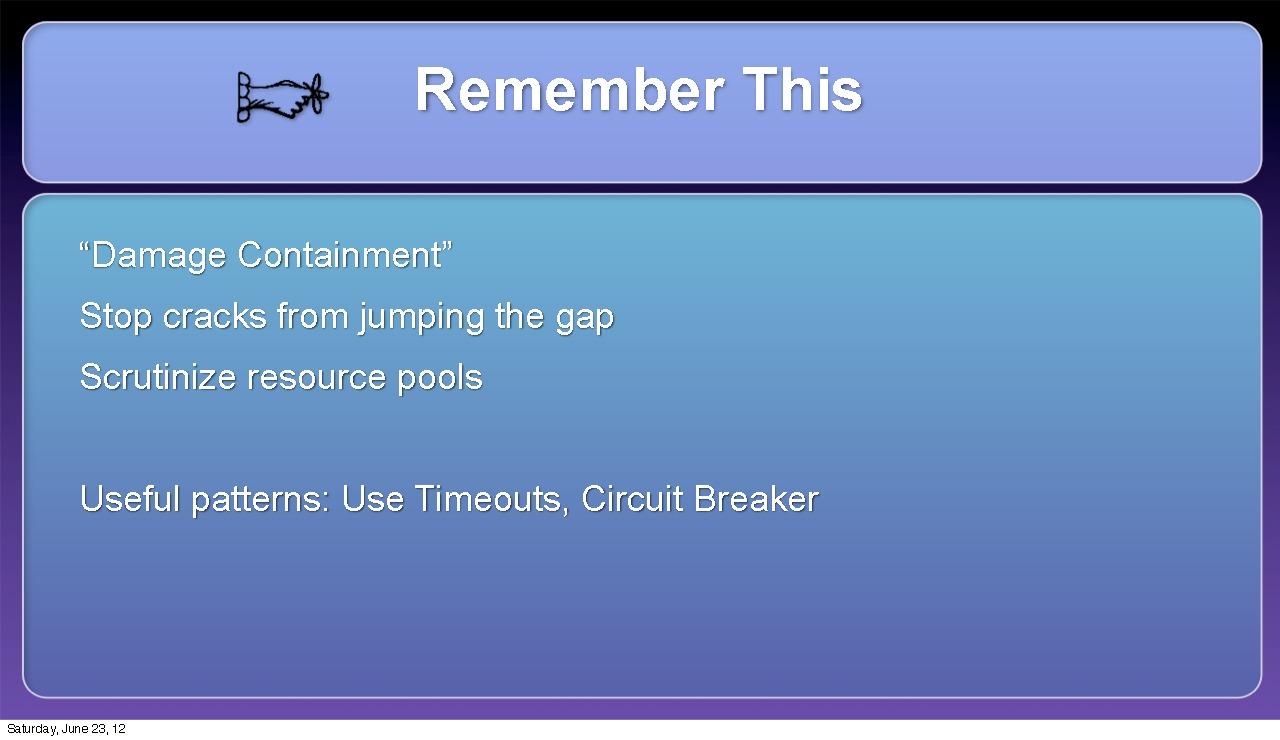 Remember This
“Damage Containment”
Stop cracks from jumping the gap
Scrutinize resource pools
Useful patterns: Use Timeouts, Circuit Breaker
Saturday, June 23, 12